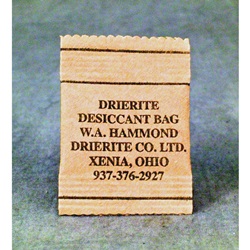 DRIERITE
DESICCANT BAG
W.A. HAMMOND
DRIERITE CO. LTD.
XENIA, OHIO
937-376-2927